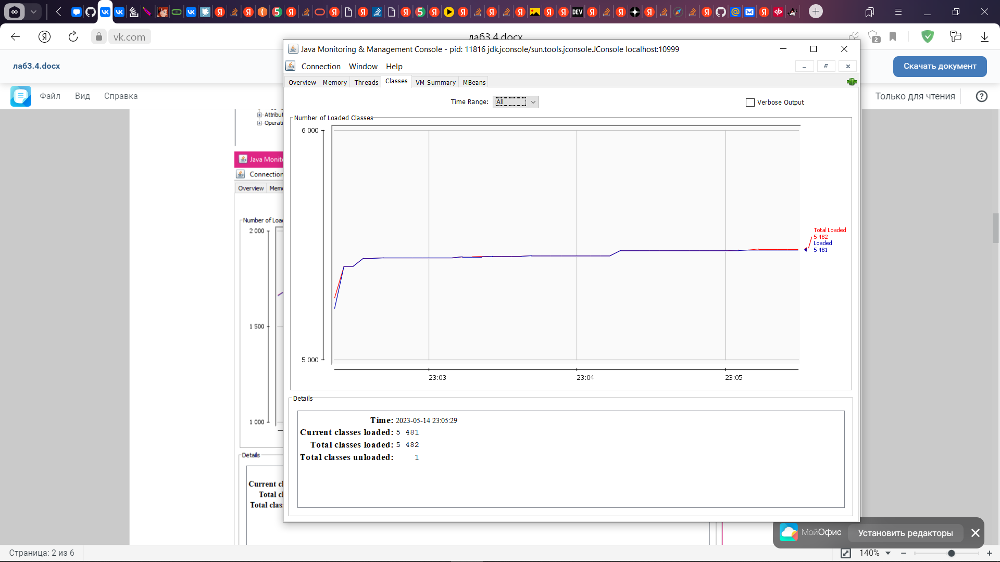 vk.com
лаб3.4.docx
2
лаб3.4.docx
Скачать документ
Файл Вид Справка
Только для чтения
Java Monitoring & Management Console - pid: 11816 jdk.jconsole/sun.tools.jconsole.JConsole localhost:10999
Connection Window Help
Overview Memory Threads Classes VM Summary MBeans
Time Range: All
Verbose Output
Number of Loaded Classes
6 000
5 000
23:03 23:04 23:05
Total Loaded
5 482
Loaded
5 481
Details
Time: 2023-05-14 23:05:29
Current classes loaded: 5 481
Total classes loaded: 5 482
Total classes unloaded: 1
Attribut
Operati
Java Monit
Connection
Overview Mem
Number of Loa
2 000
1 500
1 000
Details
Current cl
Total cl
Total clas
МойОфис
Установить редакторы
Страница: 2 из 6
140%